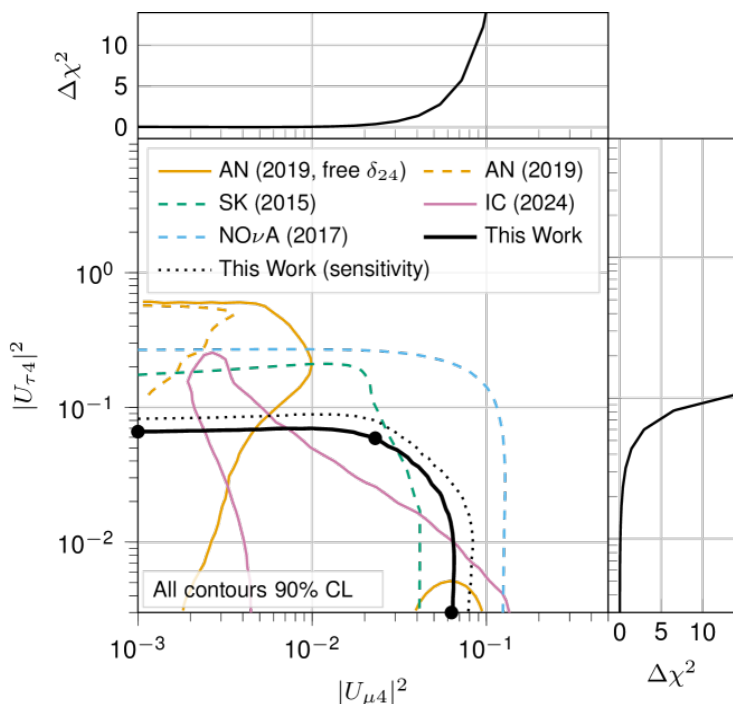 10
5
0
Δχ²
AN (2019, free δ₂₄)
AN (2019)
SK (2015)
IC (2024)
NOνA (2017)
This Work
This Work (sensitivity)
10⁰
10⁻¹
10⁻²
|U_τ4|²
All contours 90% CL
10⁻³
10⁻²
10⁻¹
|U_μ4|²
0
5
10
Δχ²